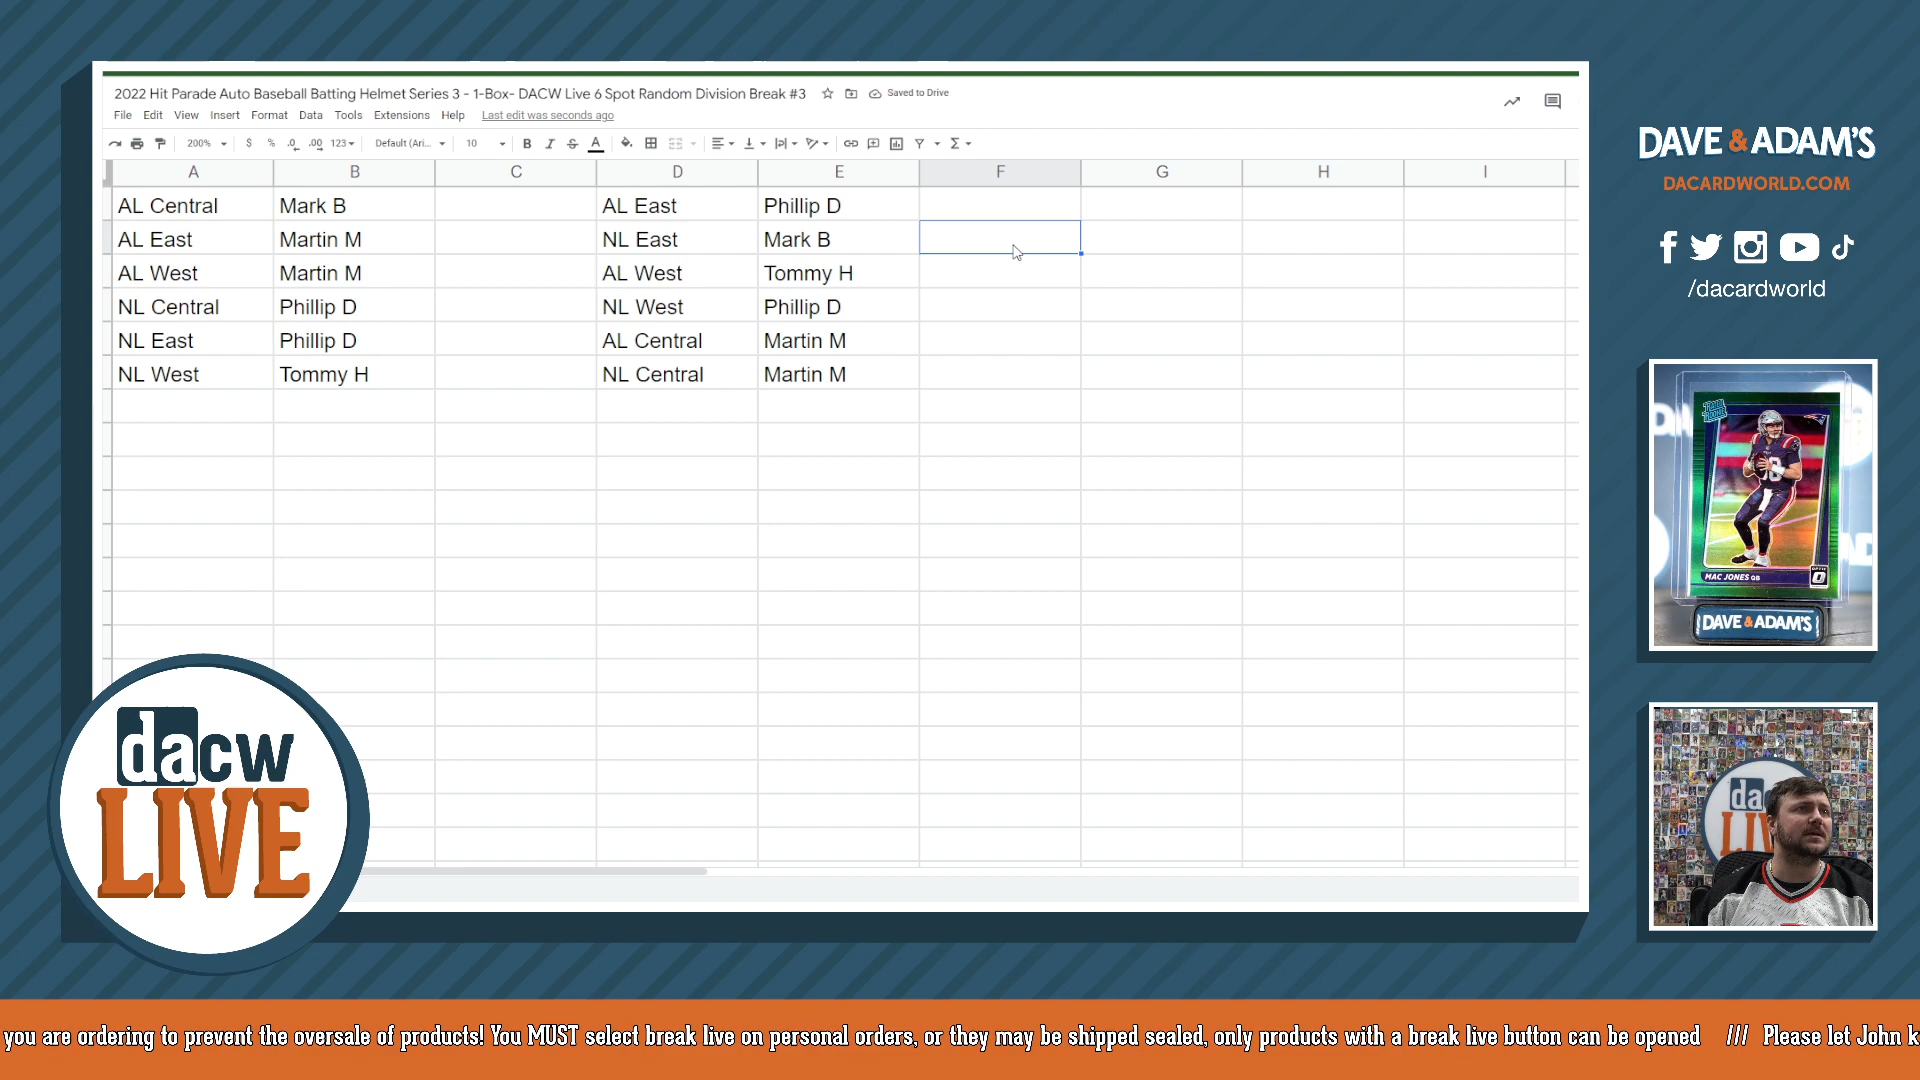 2022 Hit Parade Auto Baseball Batting Helmet Series 3 - 1-Box- DACW Live 6 Spot Random Division Break #3
Saved to Drive
File Edit View Insert Format Data Tools Extensions Help Last edit was seconds ago
200% $ % .0 .00 123 Default (Ari... 10 B I S A
A B C D E F G H I
AL Central Mark B AL East Phillip D
AL East Martin M NL East Mark B
AL West Martin M AL West Tommy H
NL Central Phillip D NL West Phillip D
NL East Phillip D AL Central Martin M
NL West Tommy H NL Central Martin M
DAVE & ADAM'S
DACARDWORLD.COM
/dacardworld
MAC JONES QB
OPTIC
DAVE & ADAM'S
dacw
LIVE
da
LIV
you are ordering to prevent the oversale of products! You MUST select break live on personal orders, or they may be shipped sealed, only products with a break live button can be opened /// Please let John k